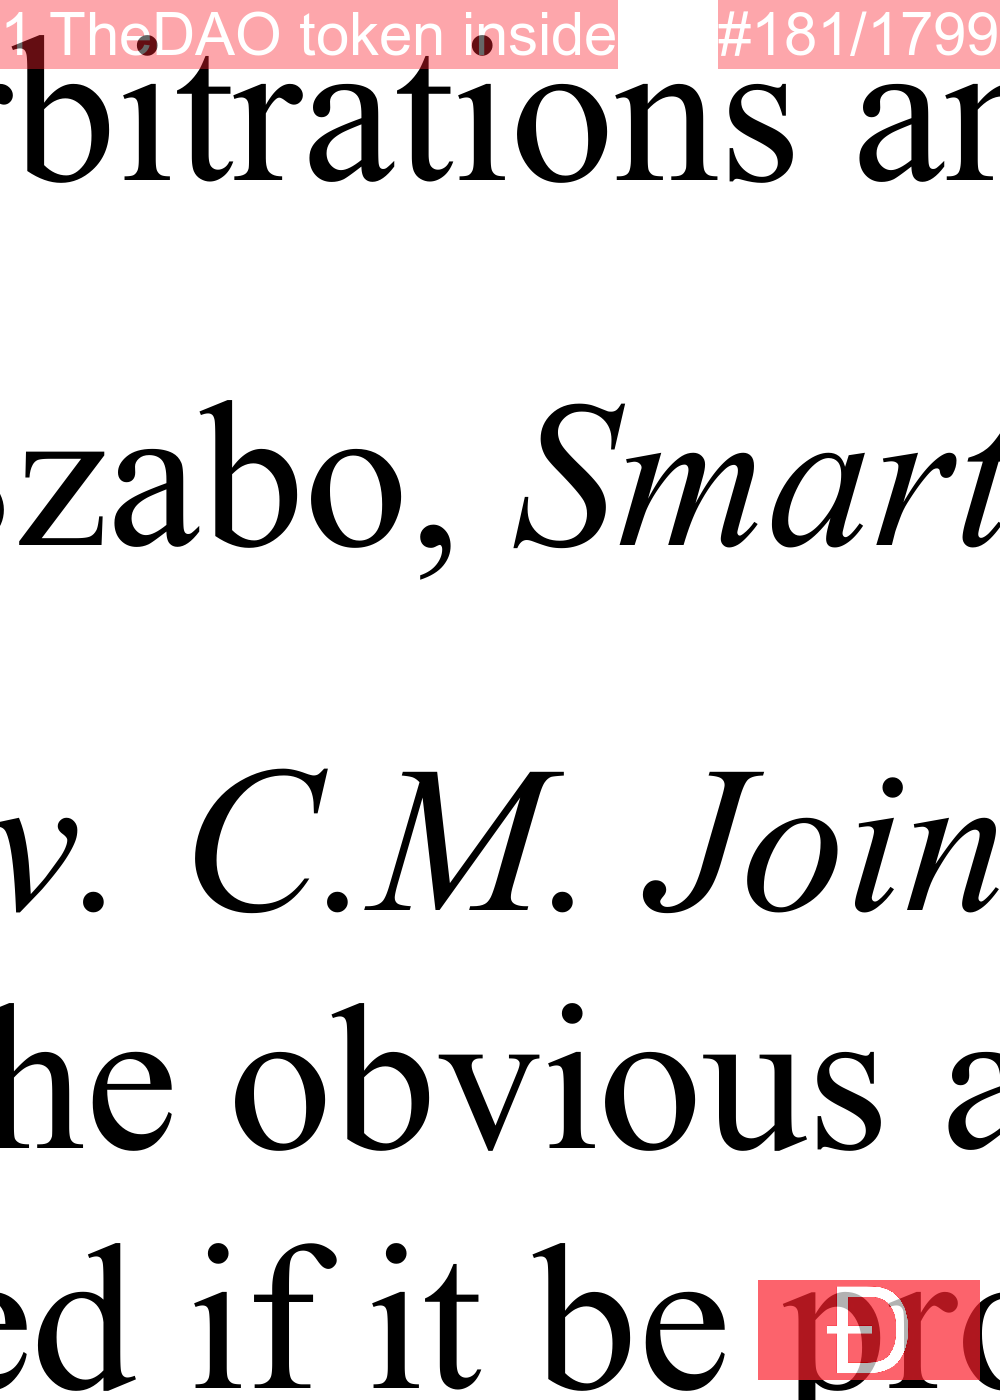 1 TheDAO token inside #181/1799
rbitrations ar
Szabo, Smart
v. C.M. Join
he obvious a
ed if it be pro
Đ